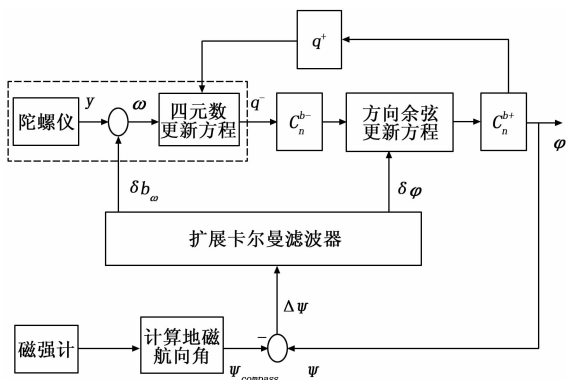 q⁺
陀螺仪
y
ω
四元数
更新方程
q⁻
Cₙᵇ⁻
方向余弦
更新方程
Cₙᵇ⁺
φ
δb_ω
δφ
扩展卡尔曼滤波器
ΔΨ
磁强计
计算地磁
航向角
−
Ψ_compass
Ψ